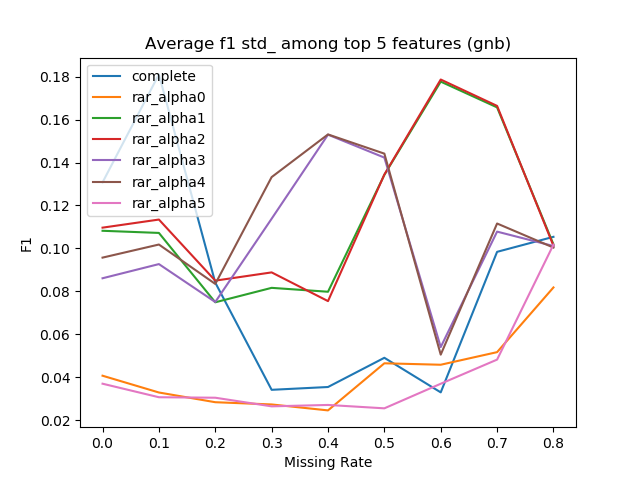 Average f1 std_ among top 5 features (gnb)
complete
rar_alpha0
rar_alpha1
rar_alpha2
rar_alpha3
rar_alpha4
rar_alpha5
0.18
0.16
0.14
0.12
0.10
0.08
0.06
0.04
0.02
F1
0.0 0.1 0.2 0.3 0.4 0.5 0.6 0.7 0.8
Missing Rate